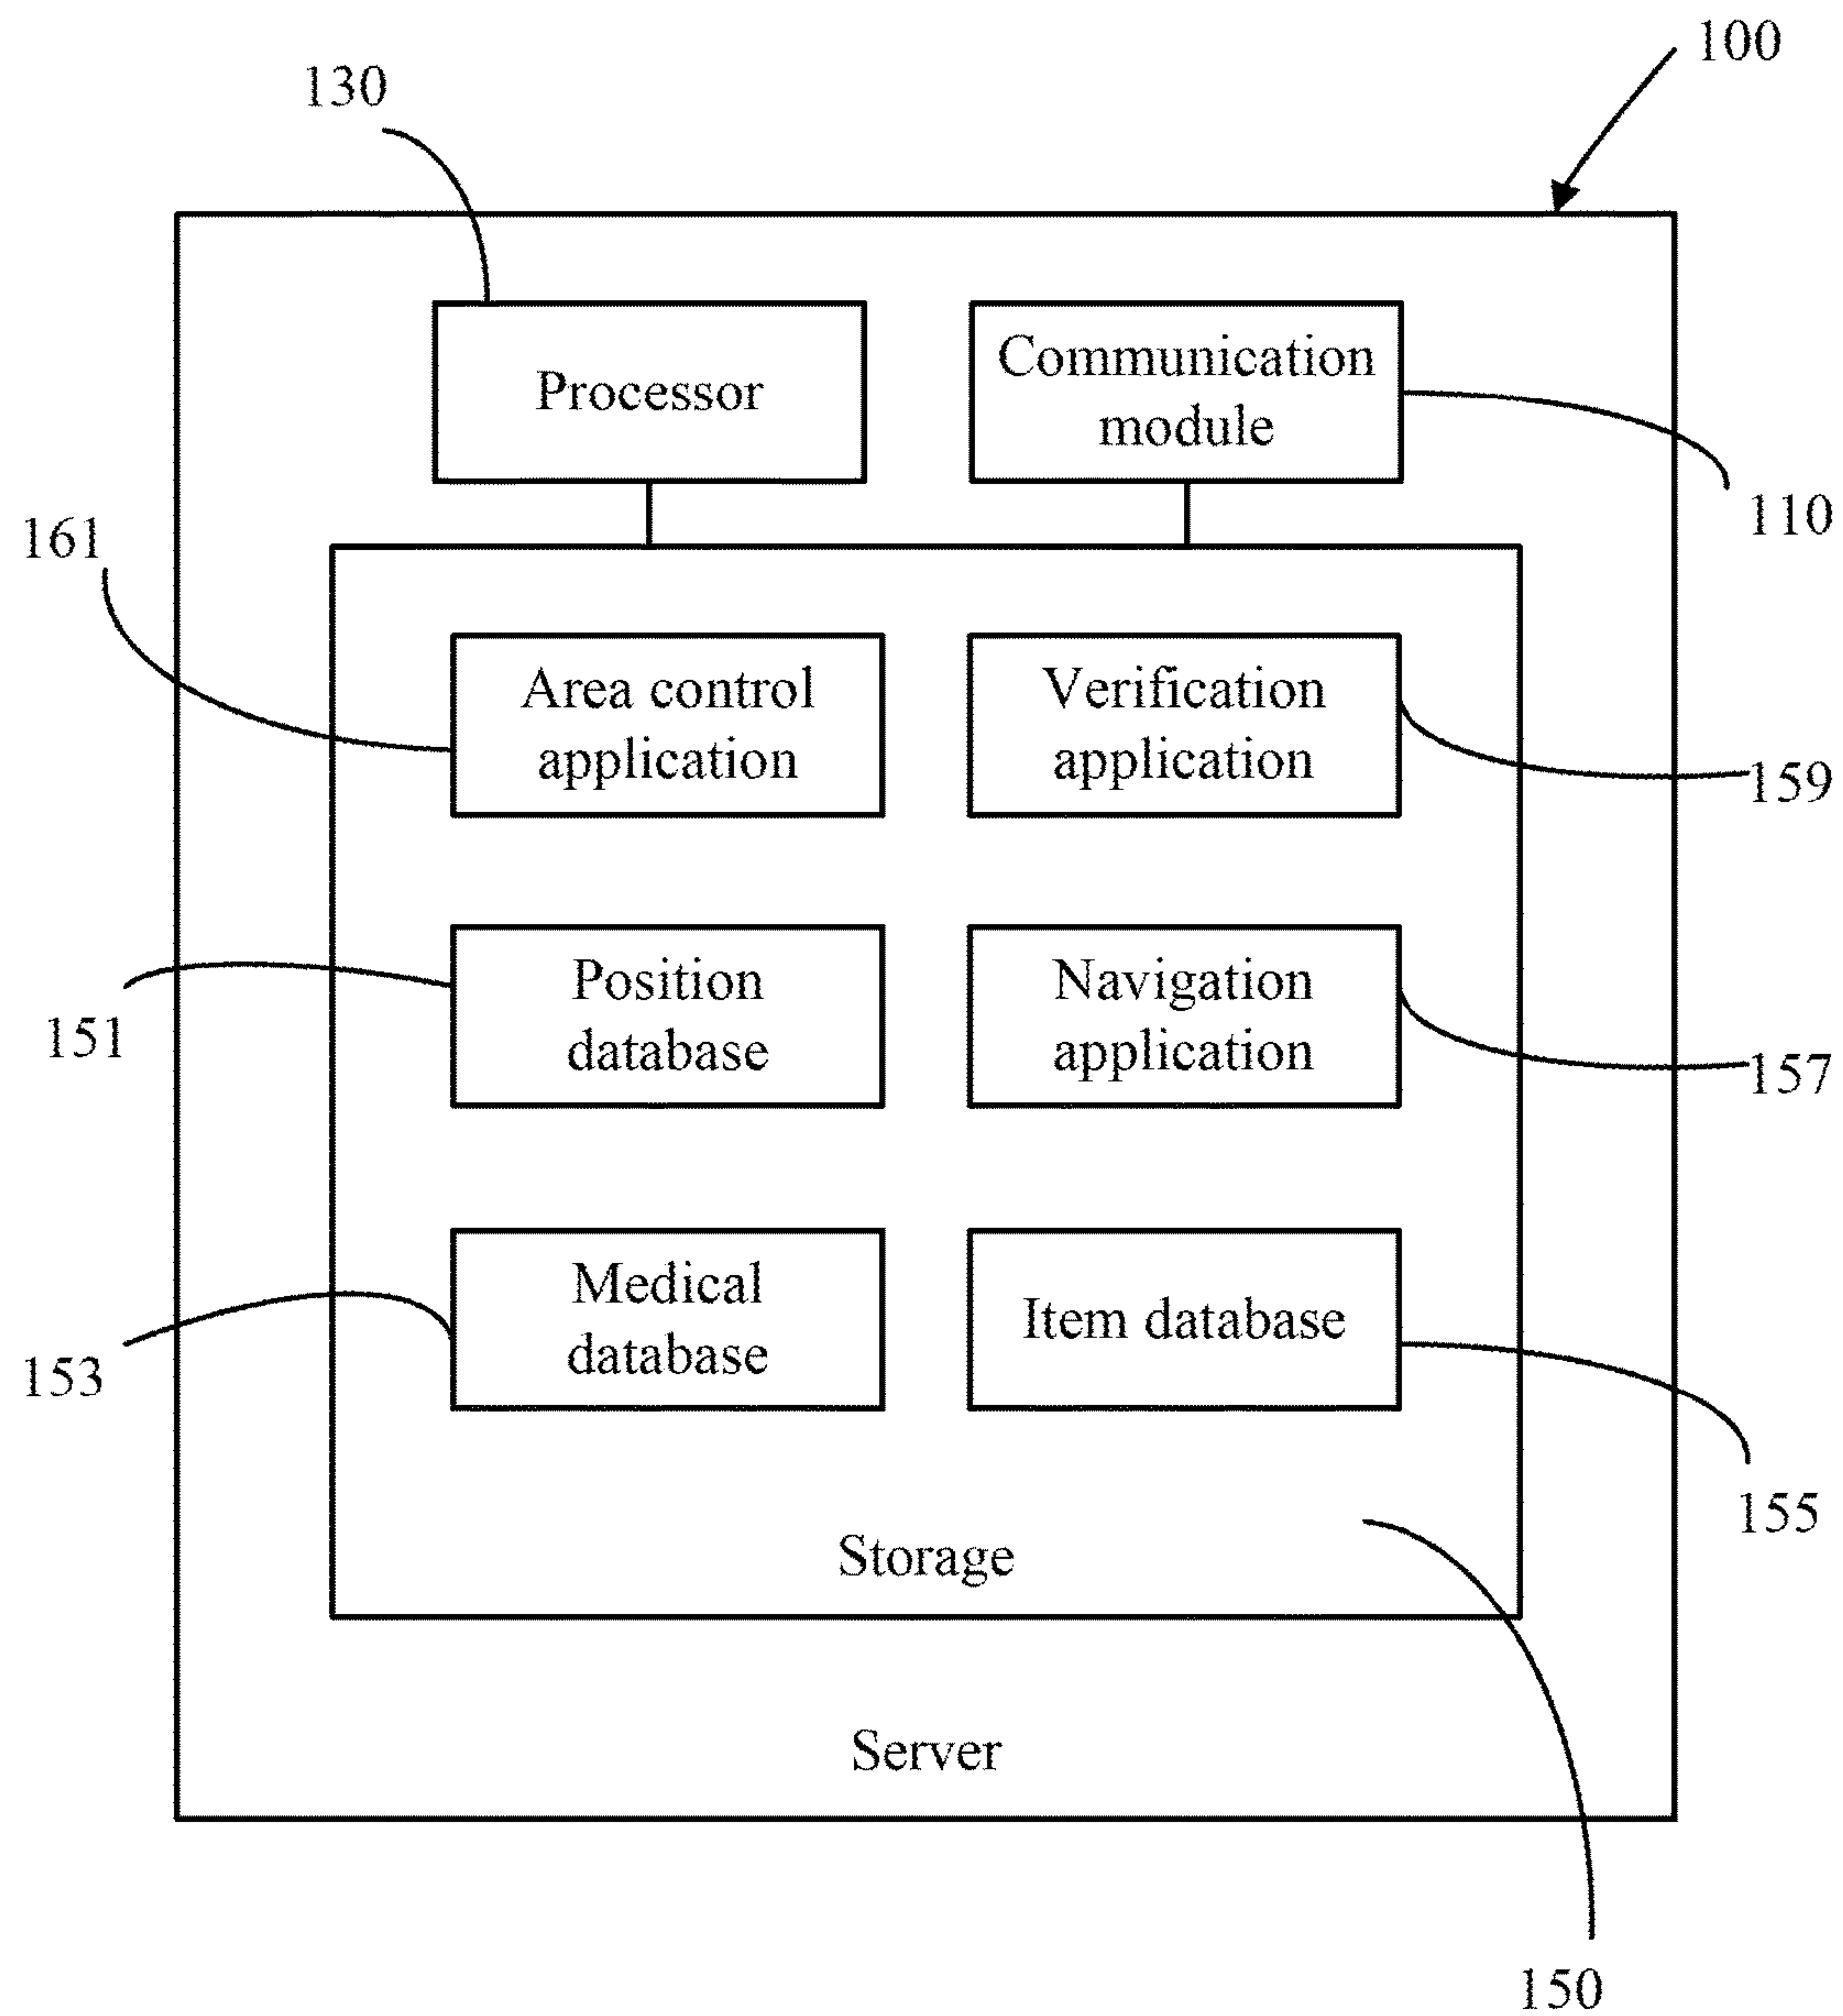 100
130
Processor
Communication
module
110
161
Area control
application
Verification
application
159
Position
database
Navigation
application
151
157
Medical
database
Item database
153
155
Storage
Server
150